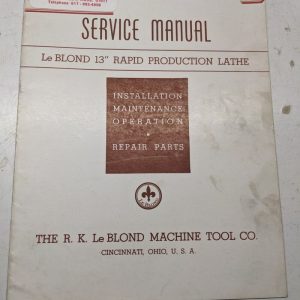 SERVICE MANUAL
Le BLOND 13" RAPID PRODUCTION LATHE
INSTALLATION
MAINTENANCE
OPERATION
•
REPAIR PARTS
THE R. K. Le BLOND MACHINE TOOL CO.
CINCINNATI, OHIO, U. S. A.